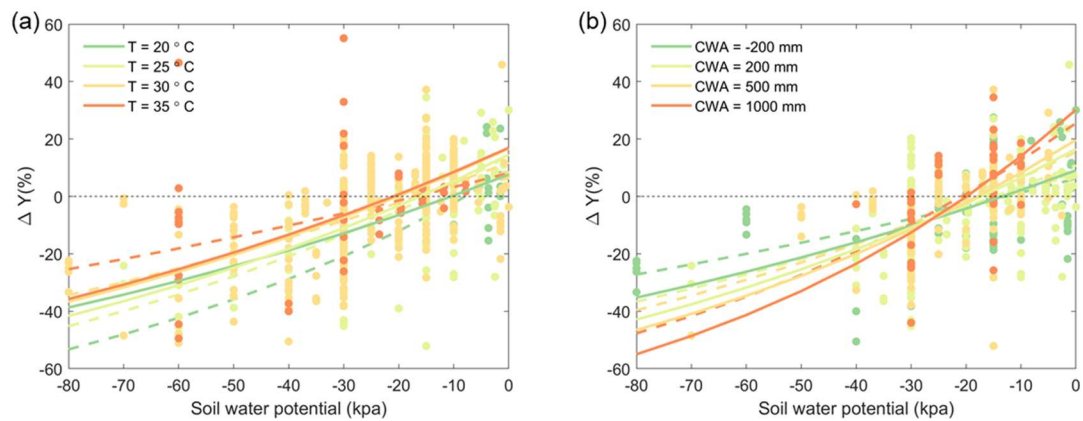 (a)
60
40
20
0
-20
-40
-60
Δ Y(%)
T = 20 ° C
T = 25 ° C
T = 30 ° C
T = 35 ° C
-80 -70 -60 -50 -40 -30 -20 -10 0
Soil water potential (kpa)
(b)
60
40
20
0
-20
-40
-60
Δ Y(%)
CWA = -200 mm
CWA = 200 mm
CWA = 500 mm
CWA = 1000 mm
-80 -70 -60 -50 -40 -30 -20 -10 0
Soil water potential (kpa)